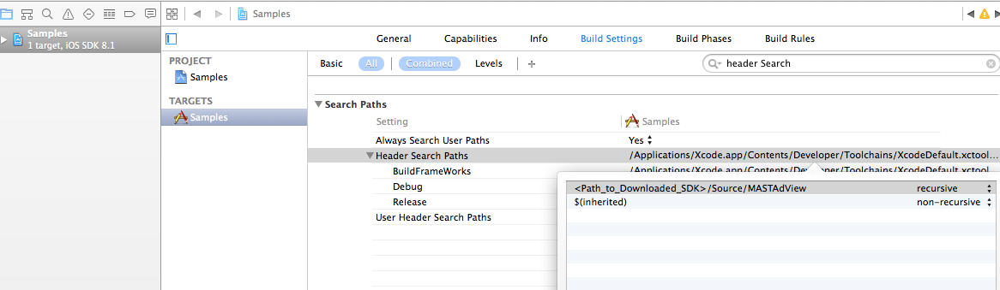 Samples
Samples
1 target, iOS SDK 8.1
General Capabilities Info Build Settings Build Phases Build Rules
PROJECT
Samples
TARGETS
Samples
Basic All Combined Levels + header Search
Search Paths
Setting Samples
Always Search User Paths Yes
Header Search Paths /Applications/Xcode.app/Contents/Developer/Toolchains/XcodeDefault.xctool...
BuildFrameWorks /Applications/Xcode.app/Contents/Developer/Toolchains/XcodeDefault.xctool...
Debug
Release
User Header Search Paths
<Path_to_Downloaded_SDK>/Source/MASTAdView recursive
$(inherited) non-recursive